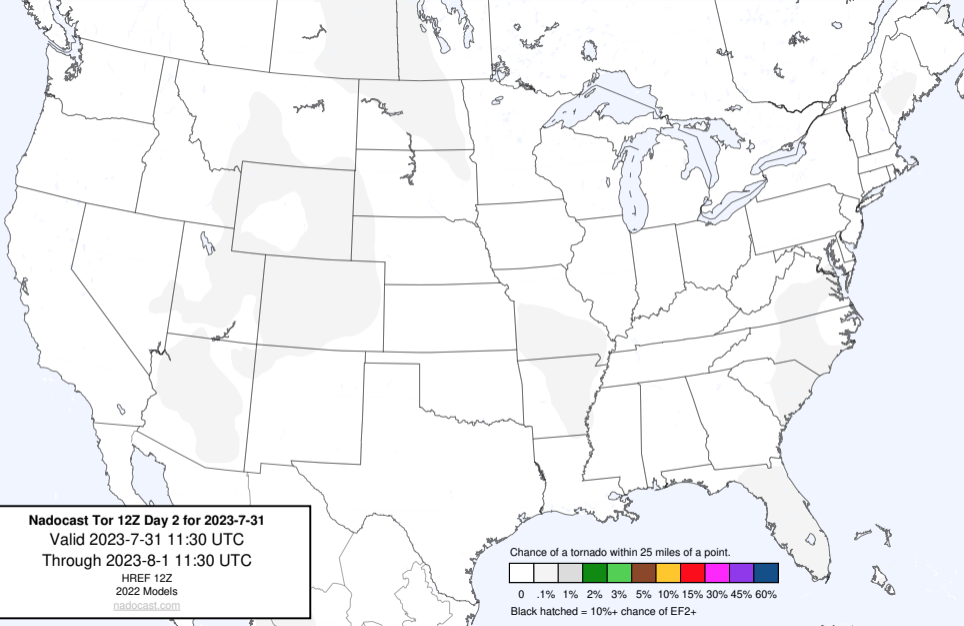 Nadocast Tor 12Z Day 2 for 2023-7-31
Valid 2023-7-31 11:30 UTC
Through 2023-8-1 11:30 UTC
HREF 12Z
2022 Models
nadocast.com
Chance of a tornado within 25 miles of a point.
0 .1% 1% 2% 3% 5% 10% 15% 30% 45% 60%
Black hatched = 10%+ chance of EF2+